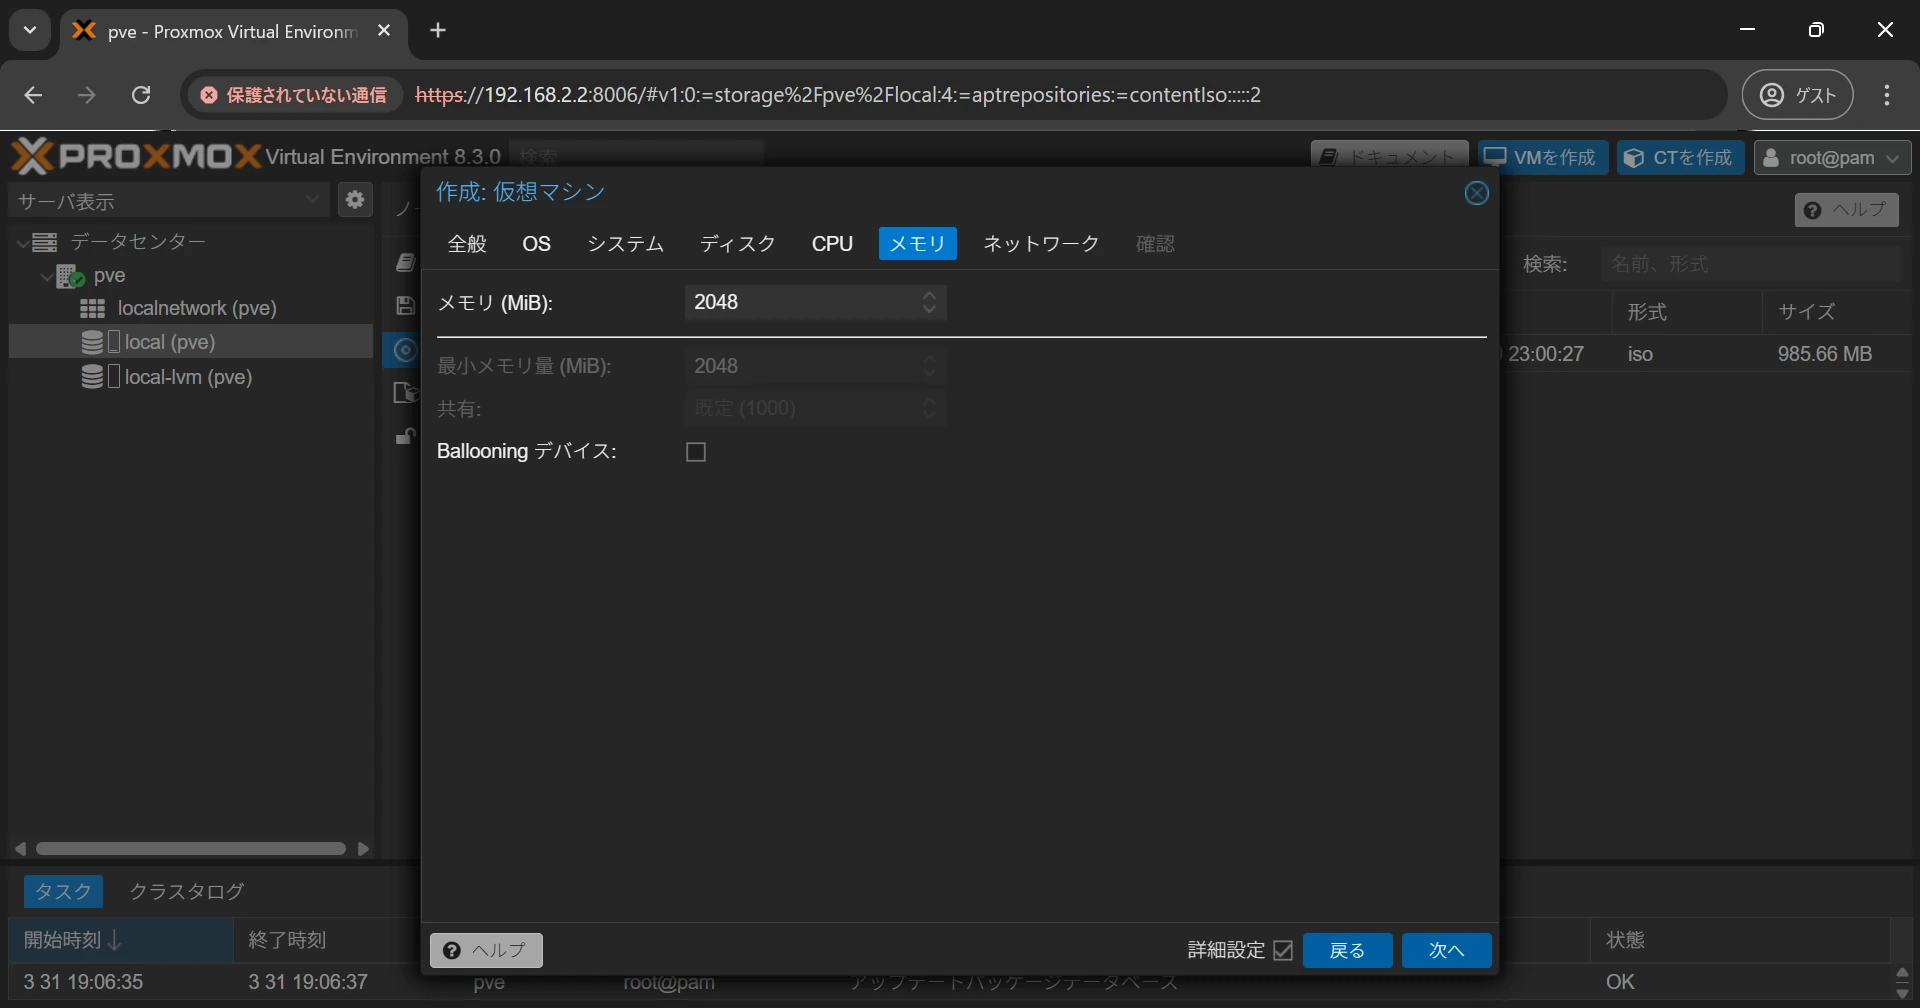 pve - Proxmox Virtual Environm
保護されていない通信
https://192.168.2.2:8006/#v1:0:=storage%2Fpve%2Flocal:4:=aptrepositories:=contentIso:::::2
ゲスト
PROXMOX Virtual Environment 8.3.0
検索
ドキュメント
VMを作成
CTを作成
root@pam
サーバ表示
ノー
ヘルプ
データセンター
pve
localnetwork (pve)
local (pve)
local-lvm (pve)
作成: 仮想マシン
全般
OS
システム
ディスク
CPU
メモリ
ネットワーク
確認
メモリ (MiB):
2048
最小メモリ量 (MiB):
2048
共有:
既定 (1000)
Ballooning デバイス:
ヘルプ
詳細設定
戻る
次へ
検索:
名前、形式
形式
サイズ
23:00:27
iso
985.66 MB
タスク
クラスタログ
開始時刻
終了時刻
状態
3 31 19:06:35
3 31 19:06:37
pve
root@pam
アップデートパッケージデータベース
OK